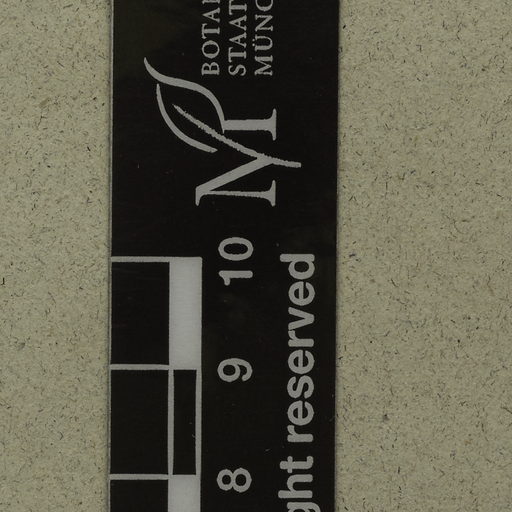 BOTA
STAAT
MÜNC
M
10
9
8
ght reserved